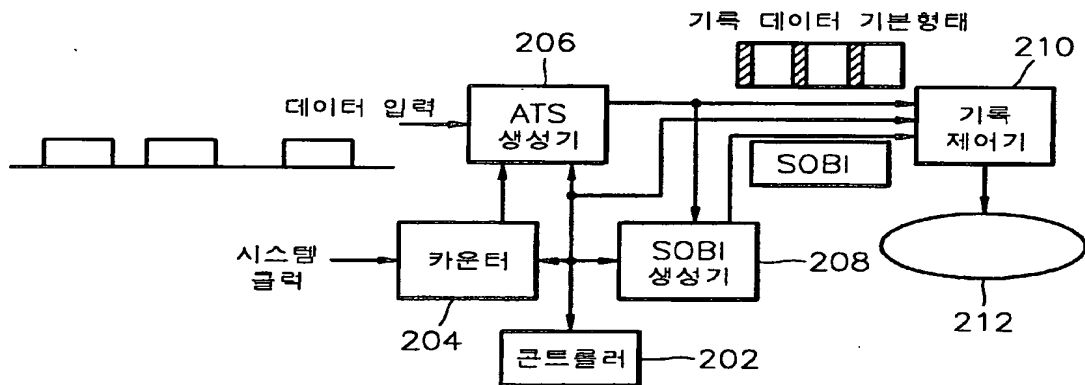 기록 데이터 기본형태
206
210
데이터 입력
ATS
생성기
기록
제어기
SOBI
시스템
클럭
카운터
SOBI
생성기
208
204
212
콘트롤러
202